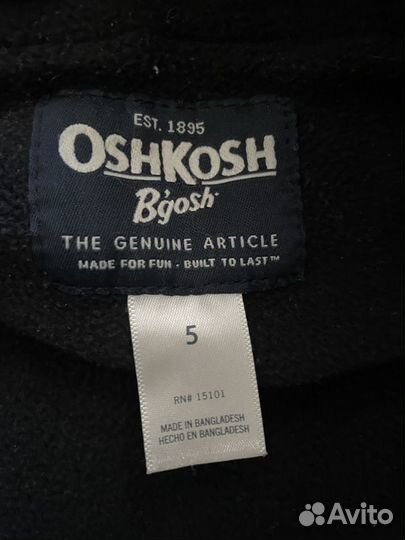 EST. 1895
OSHKOSH
B'gosh
THE GENUINE ARTICLE
MADE FOR FUN · BUILT TO LAST™
5
RN# 15101
MADE IN BANGLADESH
HECHO EN BANGLADESH
Avito